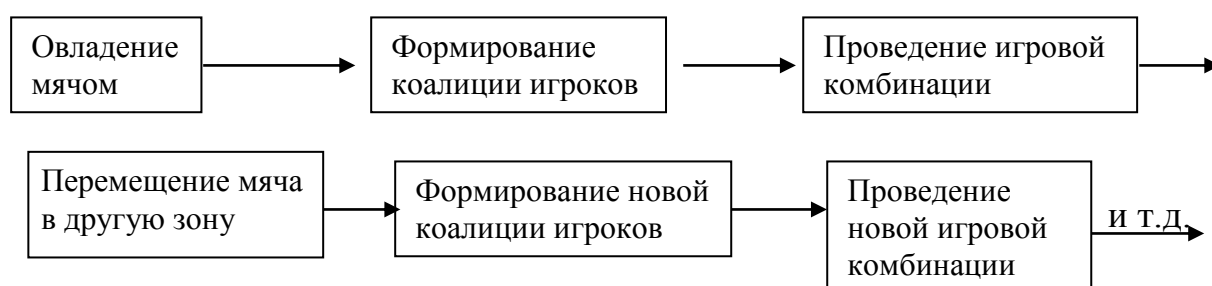 Овладение
мячом
Формирование
коалиции игроков
Проведение игровой
комбинации
Перемещение мяча
в другую зону
Формирование новой
коалиции игроков
Проведение
новой игровой
комбинации
и т.д.